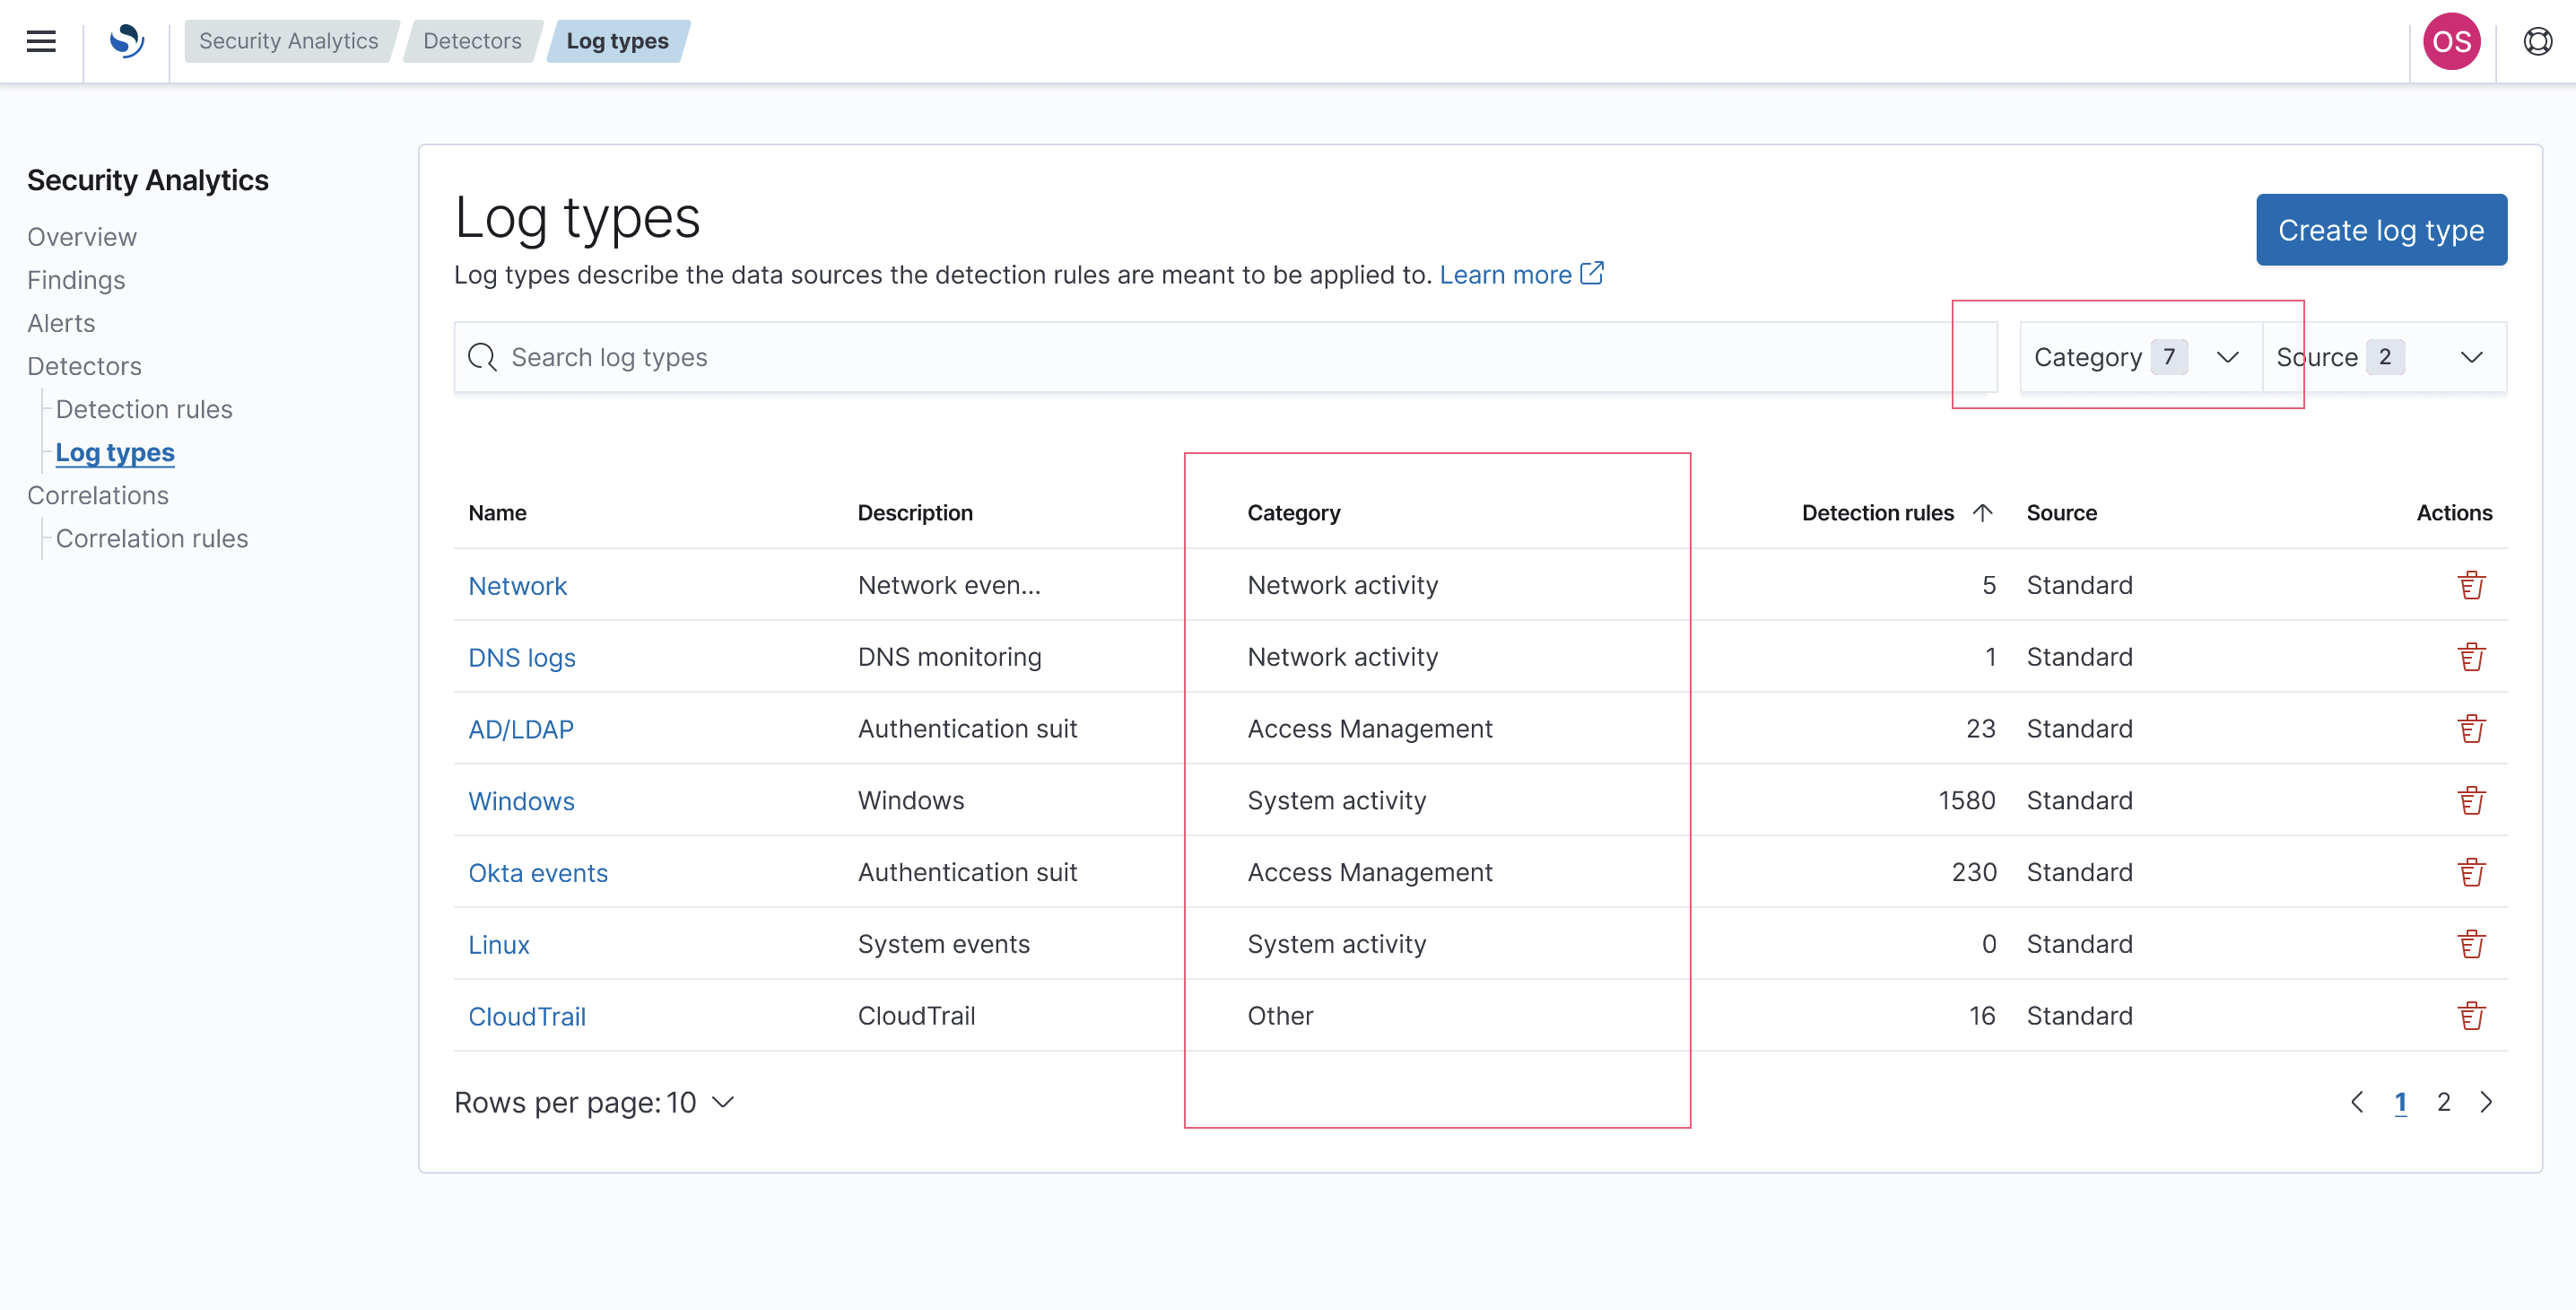 Security Analytics Detectors Log types OS
Security Analytics
Overview
Findings
Alerts
Detectors
Detection rules
Log types
Correlations
Correlation rules
Log types
Create log type
Log types describe the data sources the detection rules are meant to be applied to. Learn more
Search log types Category 7 Source 2
Name Description Category Detection rules Source Actions
Network Network even... Network activity 5 Standard
DNS logs DNS monitoring Network activity 1 Standard
AD/LDAP Authentication suit Access Management 23 Standard
Windows Windows System activity 1580 Standard
Okta events Authentication suit Access Management 230 Standard
Linux System events System activity 0 Standard
CloudTrail CloudTrail Other 16 Standard
Rows per page: 10 1 2